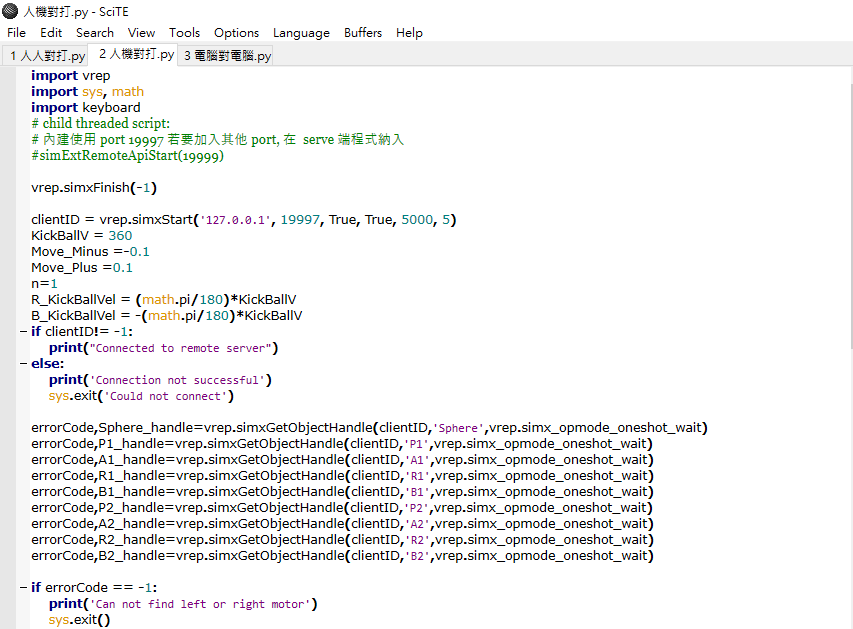 人機對打.py - SciTE
File Edit Search View Tools Options Language Buffers Help
1 人人對打.py 2 人機對打.py 3 電腦對電腦.py
import vrep
import sys, math
import keyboard
# child threaded script:
# 內建使用 port 19997 若要加入其他 port, 在 serve 端程式納入
#simExtRemoteApiStart(19999)
vrep.simxFinish(-1)
clientID = vrep.simxStart('127.0.0.1', 19997, True, True, 5000, 5)
KickBallV = 360
Move_Minus =-0.1
Move_Plus =0.1
n=1
R_KickBallVel = (math.pi/180)*KickBallV
B_KickBallVel = -(math.pi/180)*KickBallV
if clientID!= -1:
print("Connected to remote server")
else:
print('Connection not successful')
sys.exit('Could not connect')
errorCode,Sphere_handle=vrep.simxGetObjectHandle(clientID,'Sphere',vrep.simx_opmode_oneshot_wait)
errorCode,P1_handle=vrep.simxGetObjectHandle(clientID,'P1',vrep.simx_opmode_oneshot_wait)
errorCode,A1_handle=vrep.simxGetObjectHandle(clientID,'A1',vrep.simx_opmode_oneshot_wait)
errorCode,R1_handle=vrep.simxGetObjectHandle(clientID,'R1',vrep.simx_opmode_oneshot_wait)
errorCode,B1_handle=vrep.simxGetObjectHandle(clientID,'B1',vrep.simx_opmode_oneshot_wait)
errorCode,P2_handle=vrep.simxGetObjectHandle(clientID,'P2',vrep.simx_opmode_oneshot_wait)
errorCode,A2_handle=vrep.simxGetObjectHandle(clientID,'A2',vrep.simx_opmode_oneshot_wait)
errorCode,R2_handle=vrep.simxGetObjectHandle(clientID,'R2',vrep.simx_opmode_oneshot_wait)
errorCode,B2_handle=vrep.simxGetObjectHandle(clientID,'B2',vrep.simx_opmode_oneshot_wait)
if errorCode == -1:
print('Can not find left or right motor')
sys.exit()